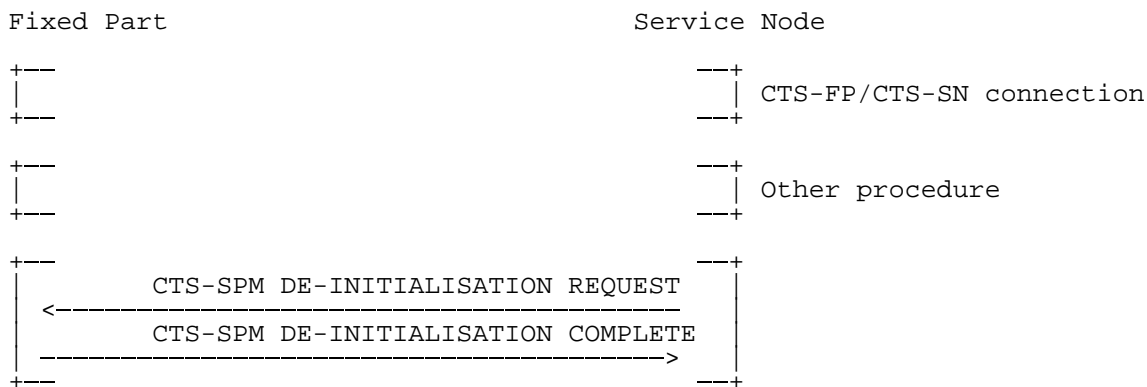 Fixed Part Service Node
CTS-FP/CTS-SN connection
Other procedure
CTS-SPM DE-INITIALISATION REQUEST
CTS-SPM DE-INITIALISATION COMPLETE